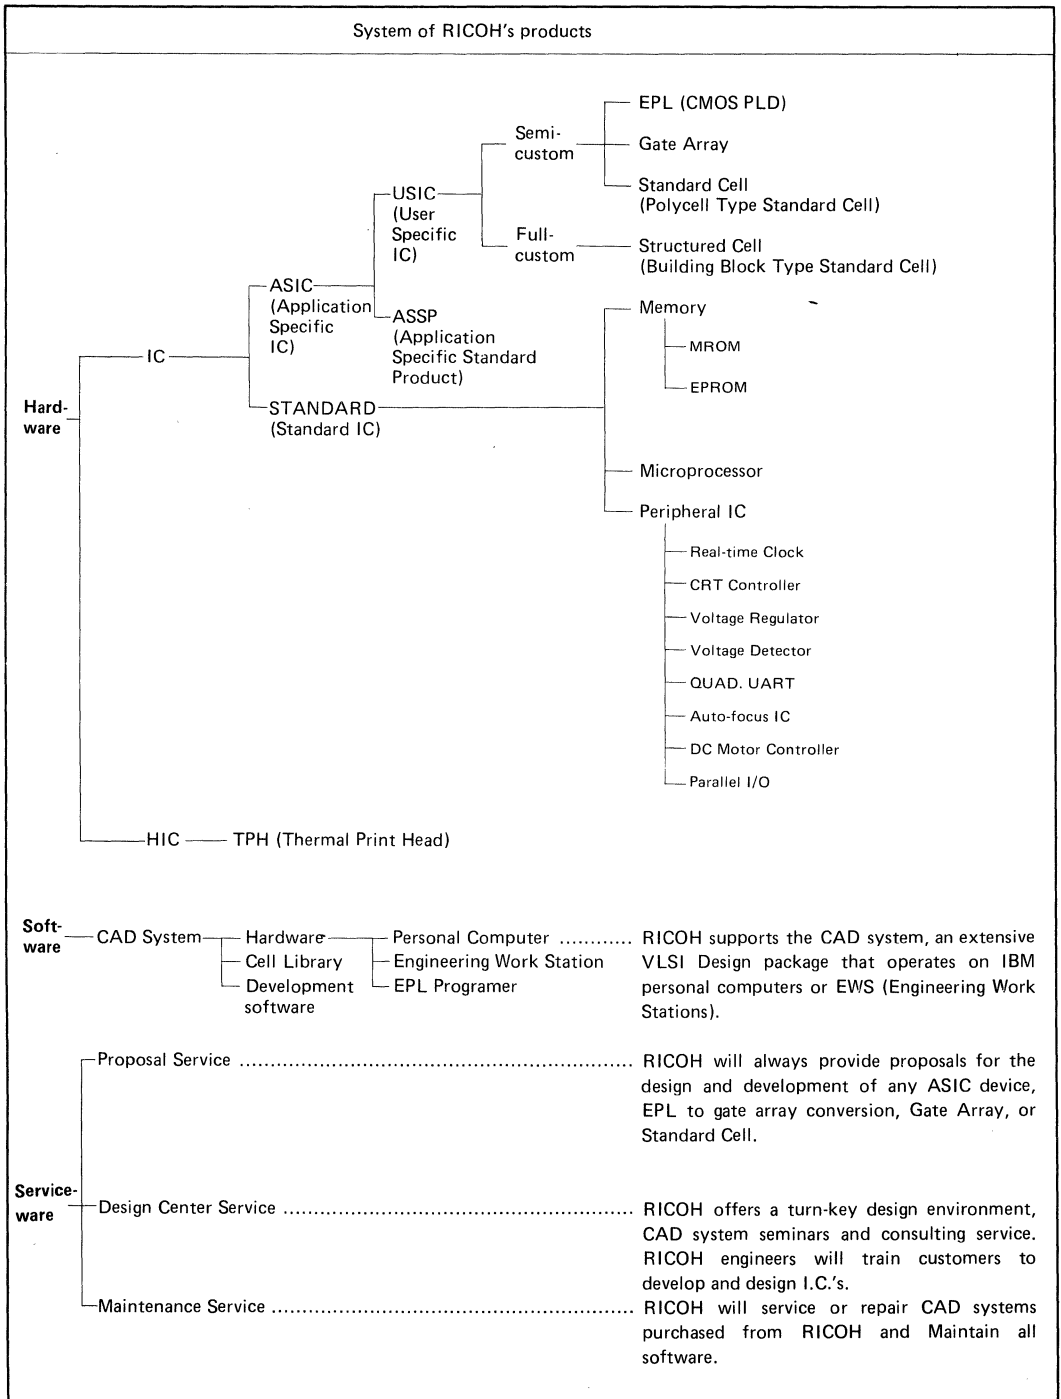 System of RICOH's products
EPL (CMOS PLD)
Semi-
custom
Gate Array
Standard Cell
(Polycell Type Standard Cell)
USIC
(User
Specific
IC)
Full-
custom
Structured Cell
(Building Block Type Standard Cell)
ASIC
(Application
Specific
IC)
ASSP
(Application
Specific Standard
Product)
Memory
MROM
EPROM
IC
Hard-
ware
STANDARD
(Standard IC)
Microprocessor
Peripheral IC
Real-time Clock
CRT Controller
Voltage Regulator
Voltage Detector
QUAD. UART
Auto-focus IC
DC Motor Controller
Parallel I/O
HIC
TPH (Thermal Print Head)
Soft-
ware
CAD System
Hardware
Cell Library
Development
software
Personal Computer ............
Engineering Work Station
EPL Programer
RICOH supports the CAD system, an extensive
VLSI Design package that operates on IBM
personal computers or EWS (Engineering Work
Stations).
Service-
ware
Proposal Service ................................................................
RICOH will always provide proposals for the
design and development of any ASIC device,
EPL to gate array conversion, Gate Array, or
Standard Cell.
Design Center Service .........................................................
RICOH offers a turn-key design environment,
CAD system seminars and consulting service.
RICOH engineers will train customers to
develop and design I.C.'s.
Maintenance Service ...........................................................
RICOH will service or repair CAD systems
purchased from RICOH and Maintain all
software.